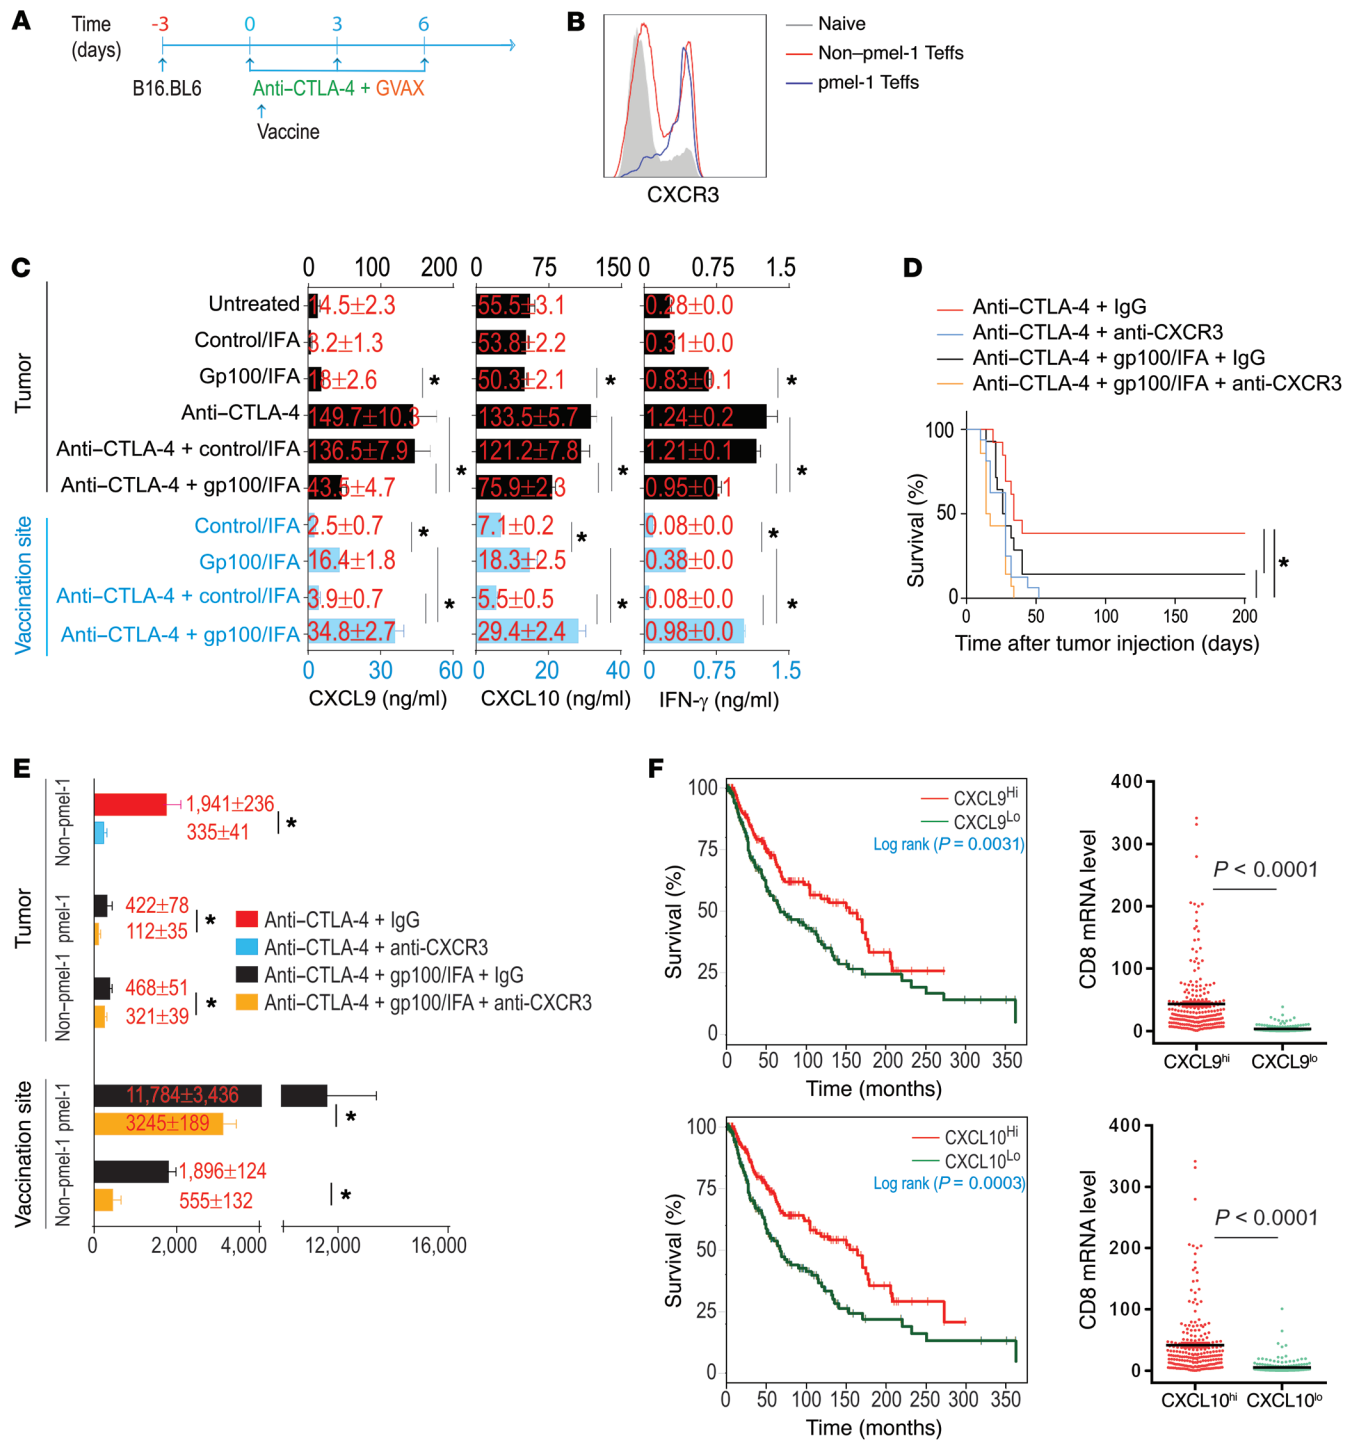 A
Time
(days)
-3
0
3
6
B16.BL6
Anti–CTLA-4 + GVAX
Vaccine
B
CXCR3
Naive
Non–pmel-1 Teffs
pmel-1 Teffs
C
0 100 200
0 75 150
0 0.75 1.5
Tumor
Untreated 14.5±2.3 55.5±3.1 0.28±0.0
Control/IFA 3.2±1.3 53.8±2.2 0.31±0.0
Gp100/IFA 18±2.6 * 50.3±2.1 * 0.83±0.1 *
Anti–CTLA-4 149.7±10.3 133.5±5.7 1.24±0.2
Anti–CTLA-4 + control/IFA 136.5±7.9 * 121.2±7.8 * 1.21±0.1 *
Anti–CTLA-4 + gp100/IFA 43.5±4.7 75.9±2.3 0.95±0.1
Vaccination site
Control/IFA 2.5±0.7 * 7.1±0.2 * 0.08±0.0 *
Gp100/IFA 16.4±1.8 18.3±2.5 0.38±0.0
Anti–CTLA-4 + control/IFA 3.9±0.7 * 5.5±0.5 * 0.08±0.0 *
Anti–CTLA-4 + gp100/IFA 34.8±2.7 29.4±2.4 0.98±0.0
0 30 60
0 20 40
0 0.75 1.5
CXCL9 (ng/ml)
CXCL10 (ng/ml)
IFN-γ (ng/ml)
D
Anti–CTLA-4 + IgG
Anti–CTLA-4 + anti-CXCR3
Anti–CTLA-4 + gp100/IFA + IgG
Anti–CTLA-4 + gp100/IFA + anti-CXCR3
Survival (%)
100
50
0
*
0 50 100 150 200
Time after tumor injection (days)
E
Tumor
Non–pmel-1
1,941±236
335±41
*
pmel-1
422±78
112±35
*
Non–pmel-1
468±51
321±39
*
Anti–CTLA-4 + IgG
Anti–CTLA-4 + anti-CXCR3
Anti–CTLA-4 + gp100/IFA + IgG
Anti–CTLA-4 + gp100/IFA + anti-CXCR3
Vaccination site
pmel-1
11,784±3,436
3245±189
*
Non–pmel-1
1,896±124
555±132
*
0 2,000 4,000 12,000 16,000
F
Survival (%)
100
75
50
25
0
CXCL9Hi
CXCL9Lo
Log rank (P = 0.0031)
0 50 100 150 200 250 300 350
Time (months)
CD8 mRNA level
400
300
200
100
0
P < 0.0001
CXCL9hi CXCL9lo
Survival (%)
100
75
50
25
0
CXCL10Hi
CXCL10Lo
Log rank (P = 0.0003)
0 50 100 150 200 250 300 350
Time (months)
CD8 mRNA level
400
300
200
100
0
P < 0.0001
CXCL10hi CXCL10lo